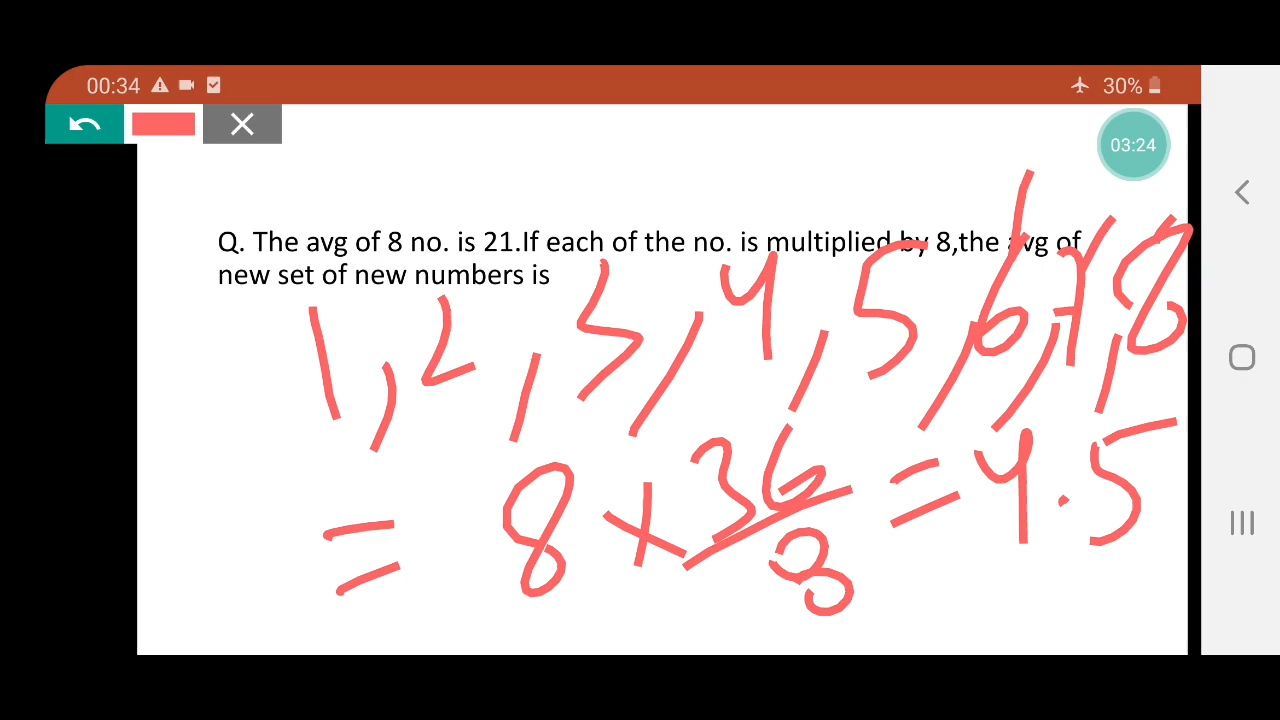 00:34 30%
03:24
Q. The avg of 8 no. is 21.If each of the no. is multiplied by 8,the avg of
new set of new numbers is
1, 2, 3, 4, 5, 6, 7, 8
= 8 × 36/8 = 4.5